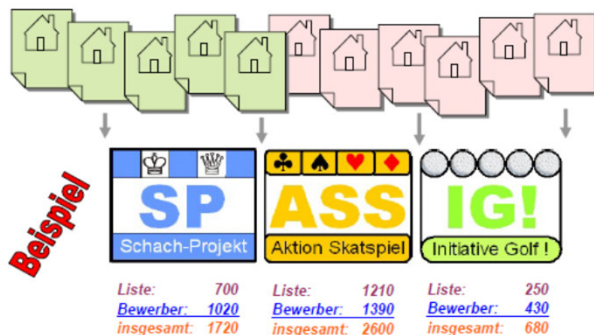 Beispiel
SP
Schach-Projekt
ASS
Aktion Skatspiel
IG!
Initiative Golf !
Liste: 700
Bewerber: 1020
insgesamt: 1720
Liste: 1210
Bewerber: 1390
insgesamt: 2600
Liste: 250
Bewerber: 430
insgesamt: 680